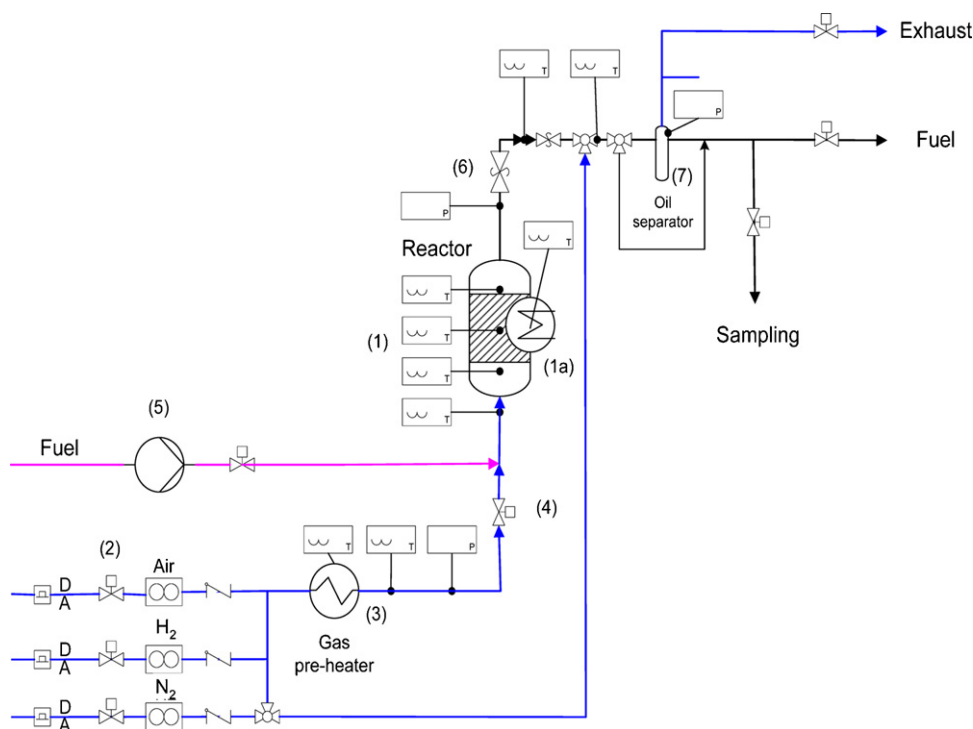 Exhaust
T
T
P
Fuel
(6)
(7)
Oil
separator
P
Reactor
T
T
(1)
T
Sampling
(1a)
T
T
(5)
Fuel
(4)
(2)
Air
T
T
P
D
A
(3)
H2
Gas
pre-heater
D
A
N2
D
A